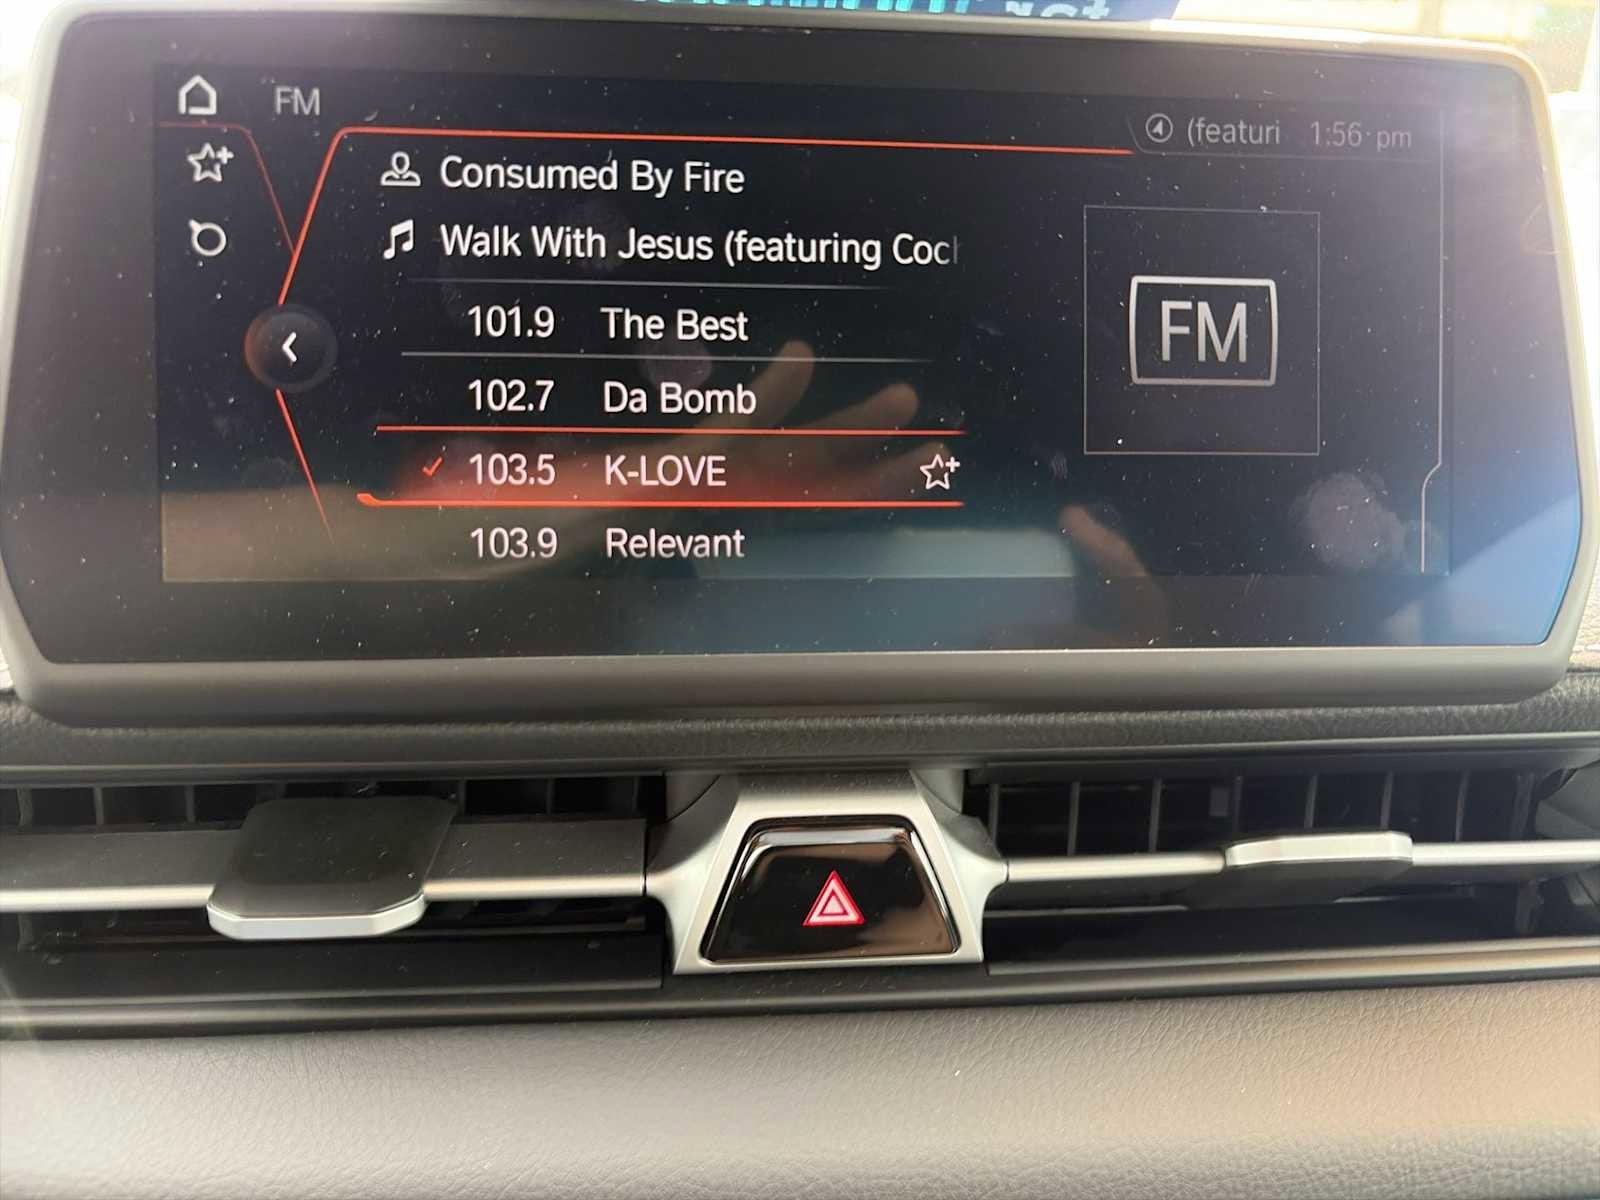 FM
(featuri 1:56 pm
Consumed By Fire
Walk With Jesus (featuring Coc
101.9 The Best
102.7 Da Bomb
103.5 K-LOVE
103.9 Relevant
FM